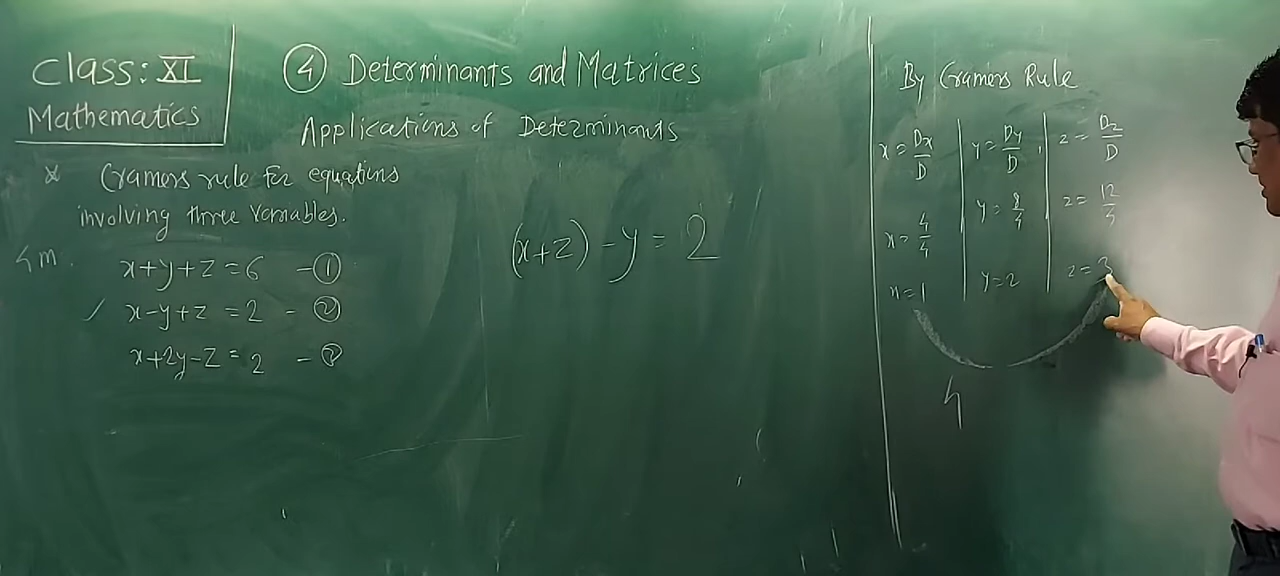 Class: XI
Mathematics
④ Determinants and Matrices
Applications of Determinants
* Cramers rule for equations
involving three variables.
4m.
x+y+z=6 -①
✓ x-y+z=2 -②
x+2y-z=2 -③
(x+z)-y=2
By Cramers Rule
x=Dx/D y=Dy/D, z=Dz/D
x=4/4 y=8/4 z=12/4
x=1 y=2 z=3
4